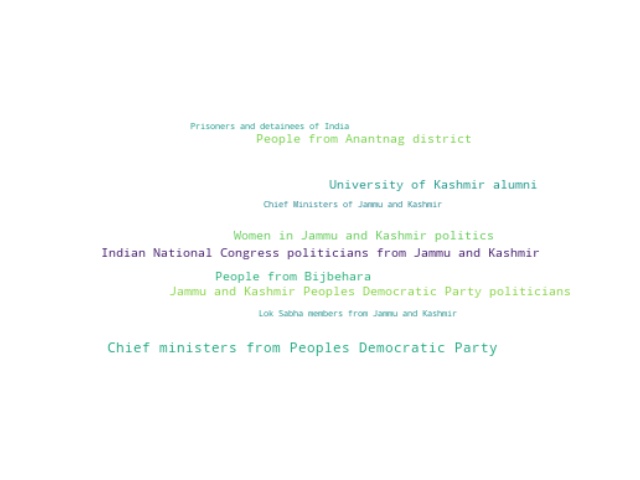 Prisoners and detainees of India
People from Anantnag district
University of Kashmir alumni
Chief Ministers of Jammu and Kashmir
Women in Jammu and Kashmir politics
Indian National Congress politicians from Jammu and Kashmir
People from Bijbehara
Jammu and Kashmir Peoples Democratic Party politicians
Lok Sabha members from Jammu and Kashmir
Chief ministers from Peoples Democratic Party